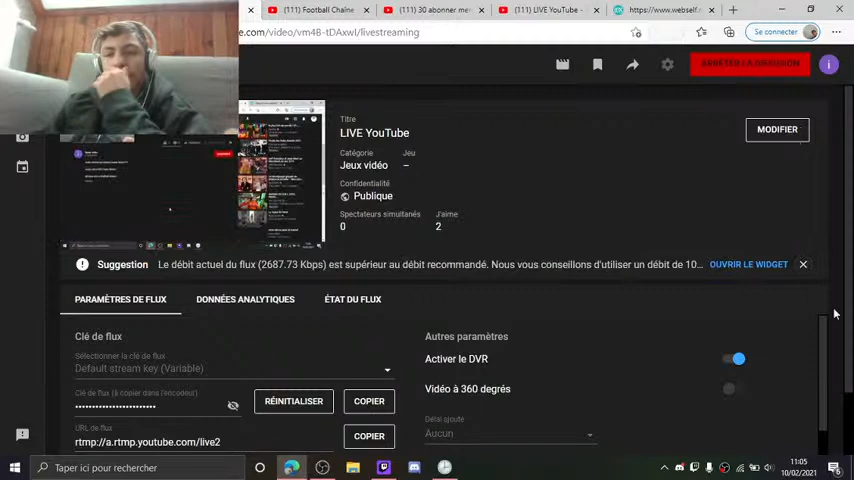 (111) Football Chaîne
(111) 30 abonner mer
(111) LIVE YouTube -
https://www.webself.n
e.com/video/vm4B-tDAxwI/livestreaming
Se connecter
ARRÊTER LA DIFFUSION
i
Titre
LIVE YouTube
MODIFIER
Catégorie Jeu
Jeux vidéo –
Confidentialité
Publique
Spectateurs simultanés J'aime
0 2
Suggestion Le débit actuel du flux (2687.73 Kbps) est supérieur au débit recommandé. Nous vous conseillons d'utiliser un débit de 10... OUVRIR LE WIDGET
PARAMÈTRES DE FLUX DONNÉES ANALYTIQUES ÉTAT DU FLUX
Clé de flux Autres paramètres
Sélectionner la clé de flux
Default stream key (Variable)
Activer le DVR
Vidéo à 360 degrés
Clé de flux (à copier dans l'encodeur)
••••••••••••••••••••••••
RÉINITIALISER COPIER
Délai ajouté
Aucun
URL de flux
rtmp://a.rtmp.youtube.com/live2
COPIER
Taper ici pour rechercher
11:05
10/02/2021